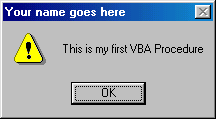 Your name goes here
This is my first VBA Procedure
OK